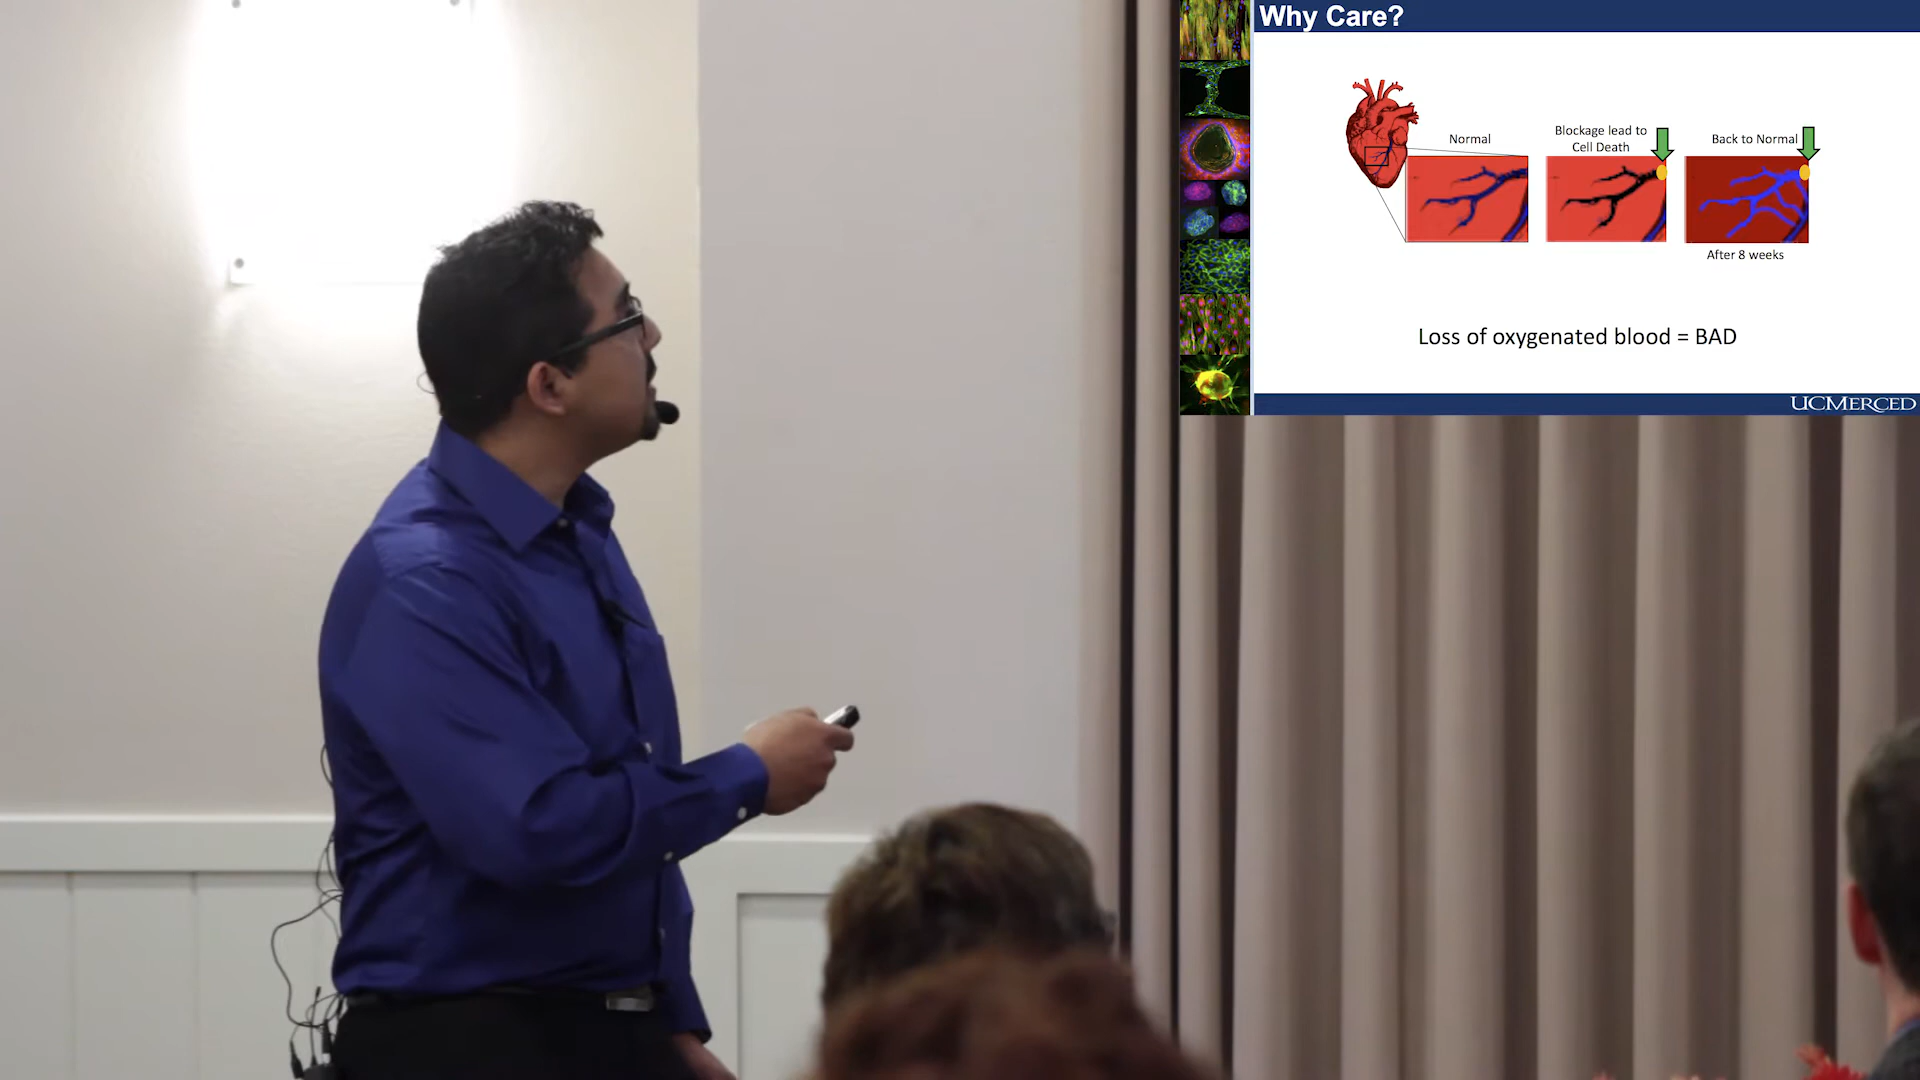 Why Care?
Normal
Blockage lead to
Cell Death
Back to Normal
After 8 weeks
Loss of oxygenated blood = BAD
UCMERCED